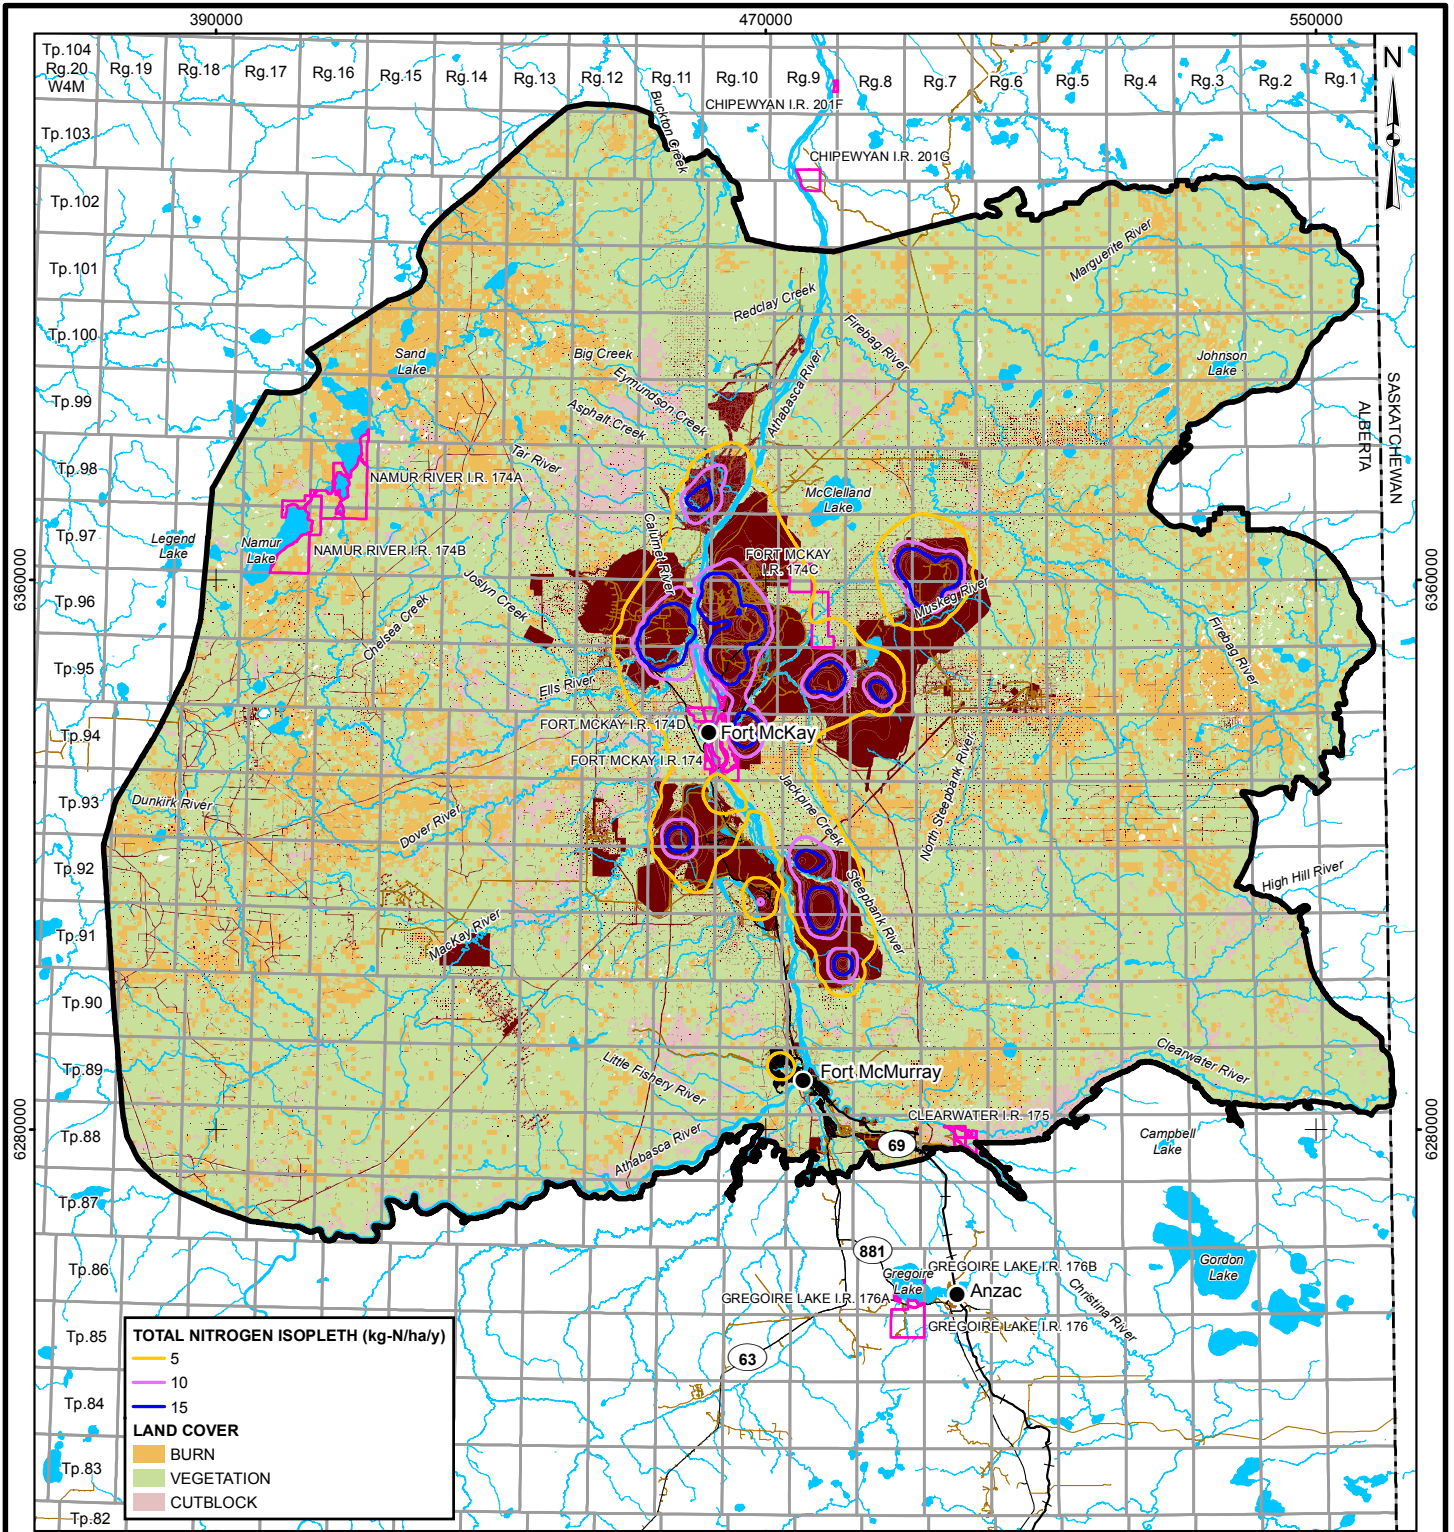 390000
470000
550000
Tp.104
Rg.20
W4M
Rg.19
Rg.18
Rg.17
Rg.16
Rg.15
Rg.14
Rg.13
Rg.12
Rg.11
Rg.10
Rg.9
Rg.8
Rg.7
Rg.6
Rg.5
Rg.4
Rg.3
Rg.2
Rg.1
N
Buckton Creek
CHIPEWYAN I.R. 201F
Tp.103
CHIPEWYAN I.R. 201G
Tp.102
Marguerite River
Tp.101
Redclay Creek
Tp.100
Firebag River
Big Creek
Sand
Lake
Johnson
Lake
Athabasca River
Eymundson Creek
Tp.99
Asphalt Creek
SASKATCHEWAN
ALBERTA
Tar River
Tp.98
NAMUR RIVER I.R. 174A
McClelland
Lake
Calumet River
Tp.97
Legend
Lake
Namur
Lake
NAMUR RIVER I.R. 174B
FORT MCKAY
I.R. 174C
6360000
6360000
Joslyn Creek
Muskeg River
Tp.96
Chelsea Creek
Firebag River
Tp.95
Ells River
FORT MCKAY I.R. 174D
Tp.94
Fort McKay
FORT MCKAY I.R. 174
North Steepbank River
Jackpine Creek
Tp.93
Dunkirk River
Dover River
Tp.92
High Hill River
Steepbank River
Tp.91
MacKay River
Tp.90
Clearwater River
Tp.89
Little Fishery River
Fort McMurray
CLEARWATER I.R. 175
6280000
6280000
Tp.88
Athabasca River
69
Campbell
Lake
Tp.87
881
Tp.86
GREGOIRE LAKE I.R. 176B
Gregoire
Lake
Gordon
Lake
GREGOIRE LAKE I.R. 176A
Anzac
Christina River
Tp.85
GREGOIRE LAKE I.R. 176
63
Tp.84
Tp.83
Tp.82
TOTAL NITROGEN ISOPLETH (kg-N/ha/y)
5
10
15
LAND COVER
BURN
VEGETATION
CUTBLOCK